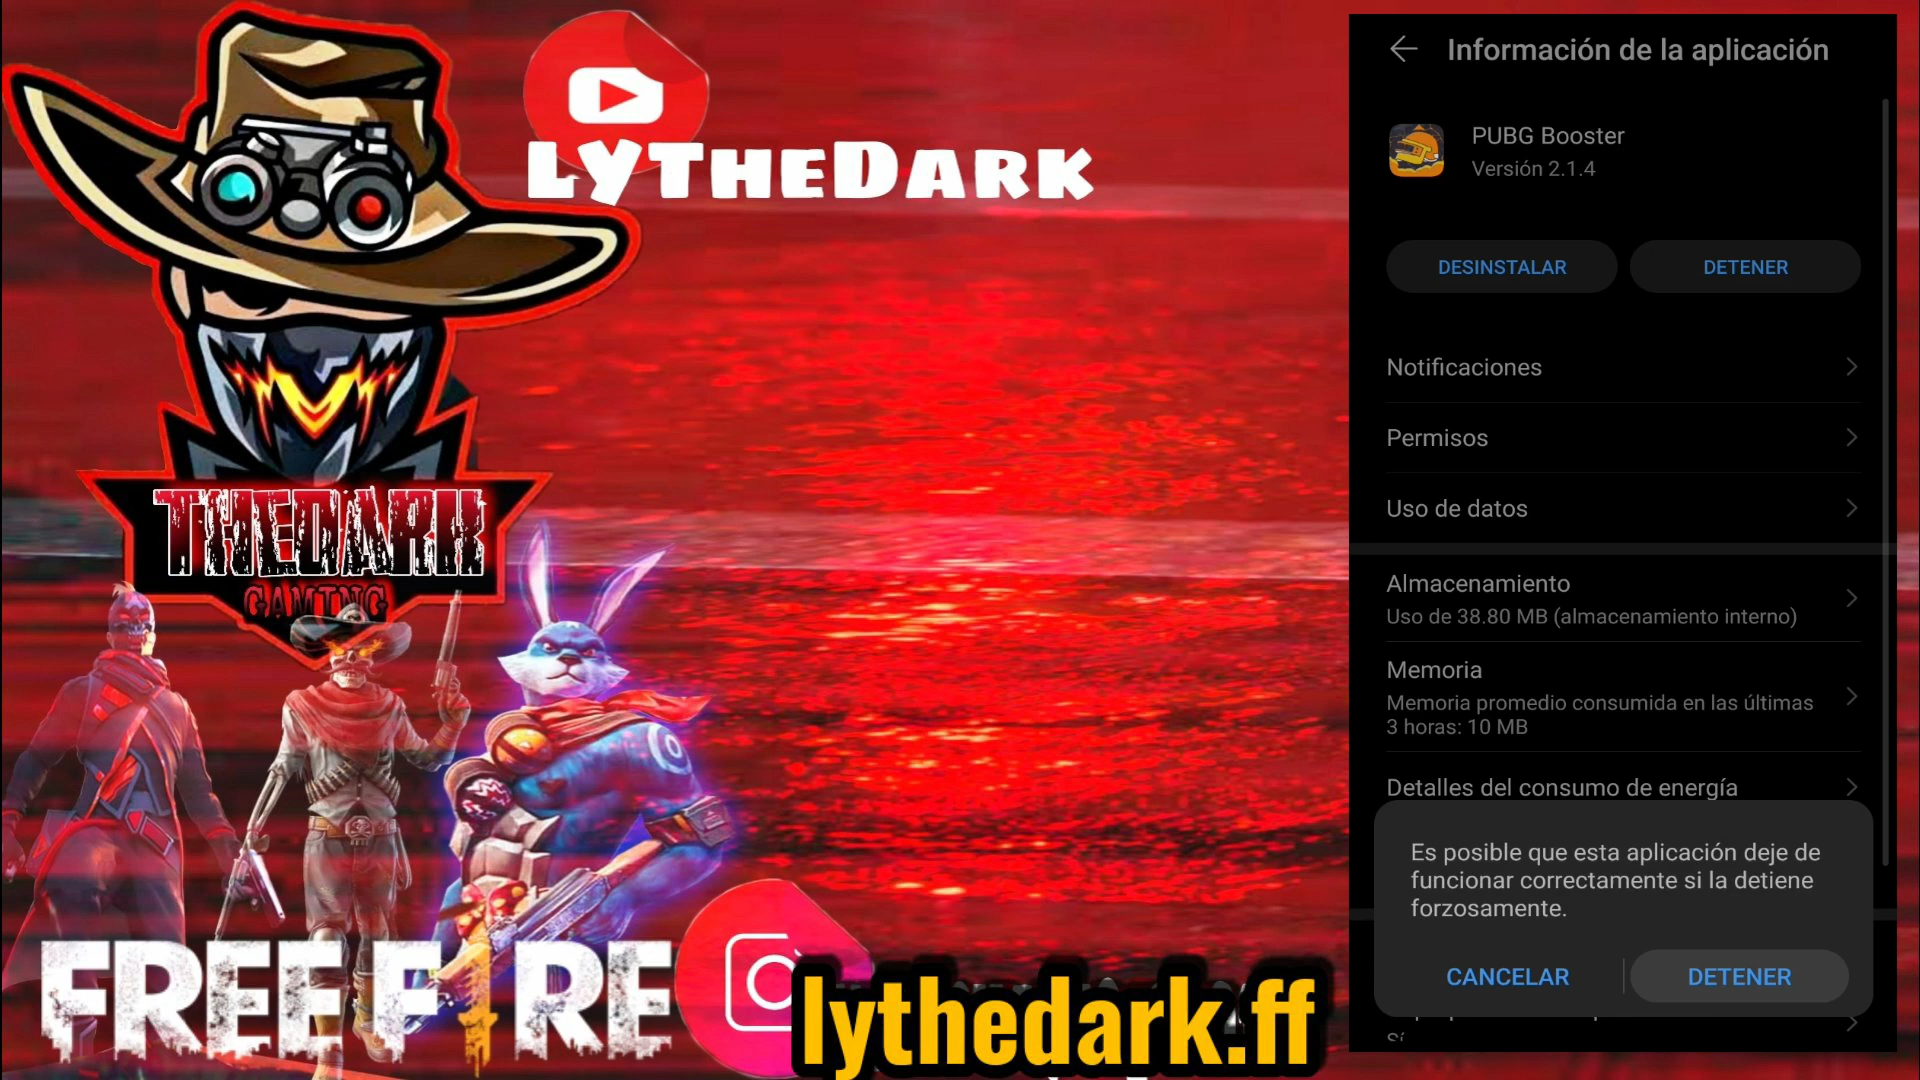 LYTheDark
THEDARK
GAMING
FREE FIRE
lythedark.ff
Información de la aplicación
PUBG Booster
Versión 2.1.4
DESINSTALAR
DETENER
Notificaciones
Permisos
Uso de datos
Almacenamiento
Uso de 38.80 MB (almacenamiento interno)
Memoria
Memoria promedio consumida en las últimas
3 horas: 10 MB
Detalles del consumo de energía
Es posible que esta aplicación deje de
funcionar correctamente si la detiene
forzosamente.
CANCELAR
DETENER
Sí